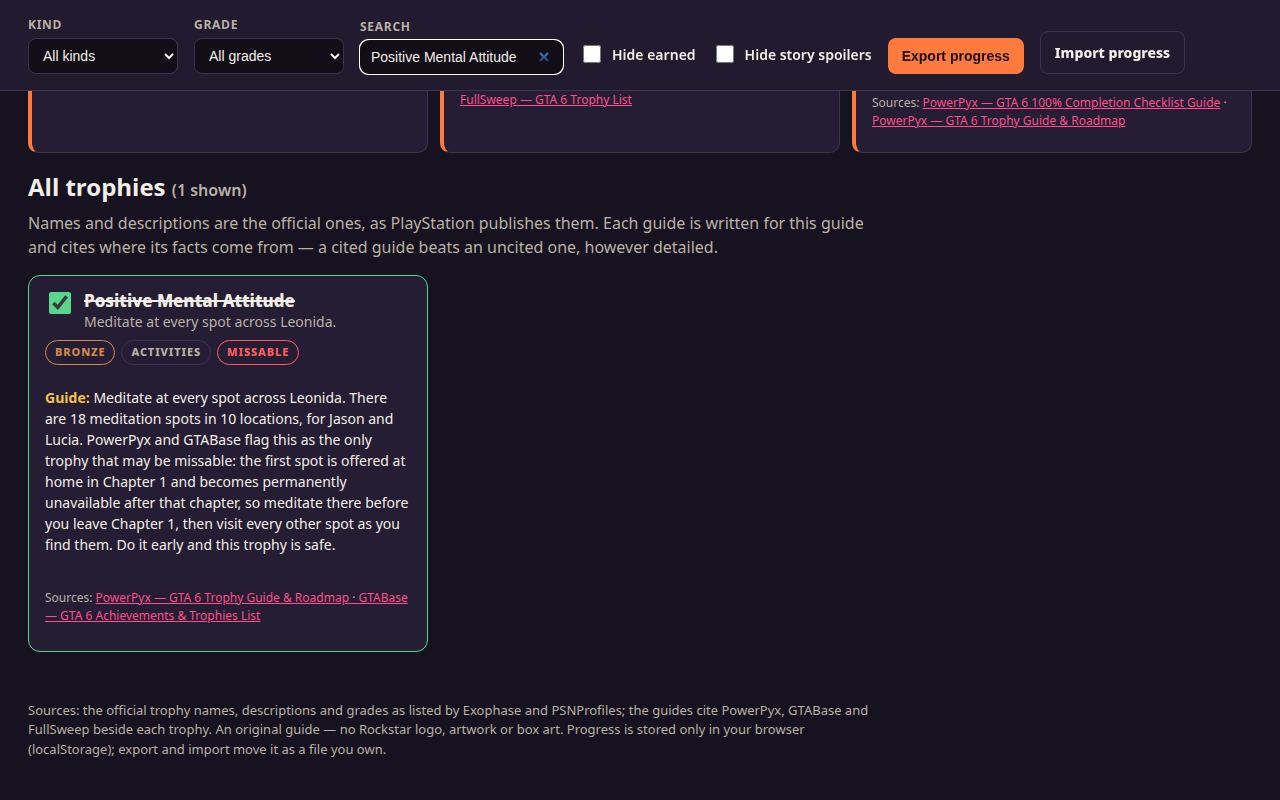 KIND
GRADE
SEARCH
All kinds
All grades
Positive Mental Attitude
Hide earned
Hide story spoilers
Export progress
Import progress
FullSweep — GTA 6 Trophy List
Sources: PowerPyx — GTA 6 100% Completion Checklist Guide ·
PowerPyx — GTA 6 Trophy Guide & Roadmap
All trophies (1 shown)
Names and descriptions are the official ones, as PlayStation publishes them. Each guide is written for this guide
and cites where its facts come from — a cited guide beats an uncited one, however detailed.
Positive Mental Attitude
Meditate at every spot across Leonida.
BRONZE
ACTIVITIES
MISSABLE
Guide: Meditate at every spot across Leonida. There
are 18 meditation spots in 10 locations, for Jason and
Lucia. PowerPyx and GTABase flag this as the only
trophy that may be missable: the first spot is offered at
home in Chapter 1 and becomes permanently
unavailable after that chapter, so meditate there before
you leave Chapter 1, then visit every other spot as you
find them. Do it early and this trophy is safe.
Sources: PowerPyx — GTA 6 Trophy Guide & Roadmap · GTABase
— GTA 6 Achievements & Trophies List
Sources: the official trophy names, descriptions and grades as listed by Exophase and PSNProfiles; the guides cite PowerPyx, GTABase and
FullSweep beside each trophy. An original guide — no Rockstar logo, artwork or box art. Progress is stored only in your browser
(localStorage); export and import move it as a file you own.